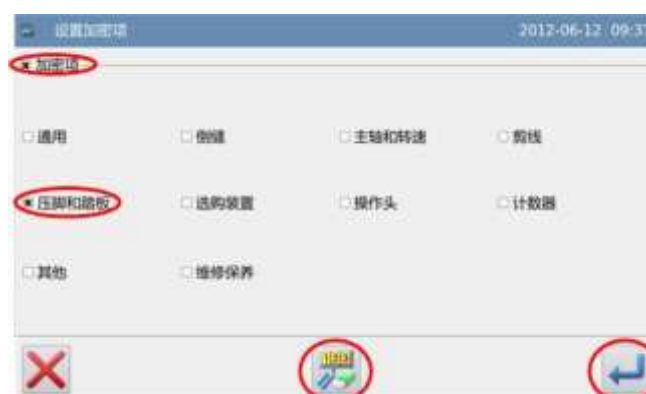 设置加密项 2012-06-12 09:37
加密项
通用 倒缝 主轴和转速 剪线
压脚和踏板 选购装置 操作头 计数器
其他 维修保养